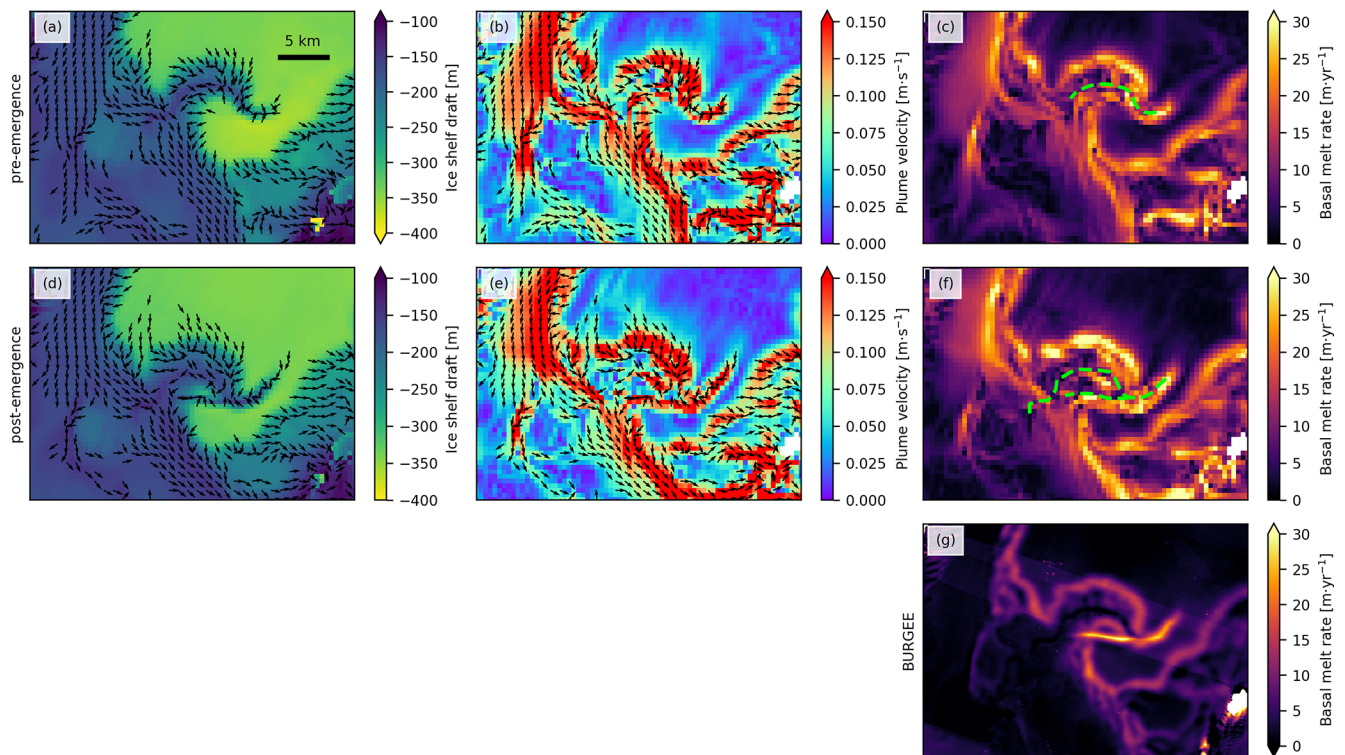 (a)
5 km
pre-emergence
−100
−150
−200
−250
−300
−350
−400
Ice shelf draft [m]
(b)
0.150
0.125
0.100
0.075
0.050
0.025
0.000
Plume velocity [m·s⁻¹]
(c)
30
25
20
15
10
5
0
Basal melt rate [m·yr⁻¹]
(d)
post-emergence
−100
−150
−200
−250
−300
−350
−400
Ice shelf draft [m]
(e)
0.150
0.125
0.100
0.075
0.050
0.025
0.000
Plume velocity [m·s⁻¹]
(f)
30
25
20
15
10
5
0
Basal melt rate [m·yr⁻¹]
(g)
BURGEE
30
25
20
15
10
5
0
Basal melt rate [m·yr⁻¹]